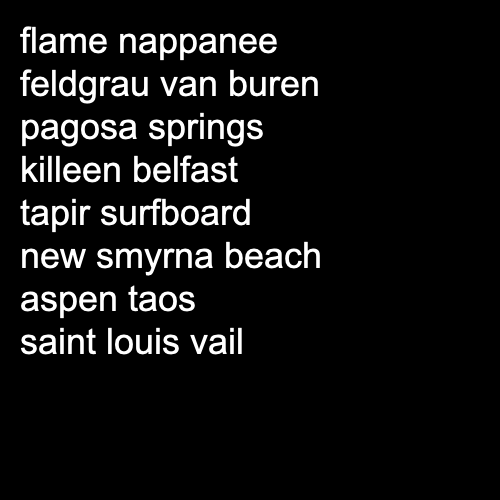 flame nappanee
feldgrau van buren
pagosa springs
killeen belfast
tapir surfboard
new smyrna beach
aspen taos
saint louis vail